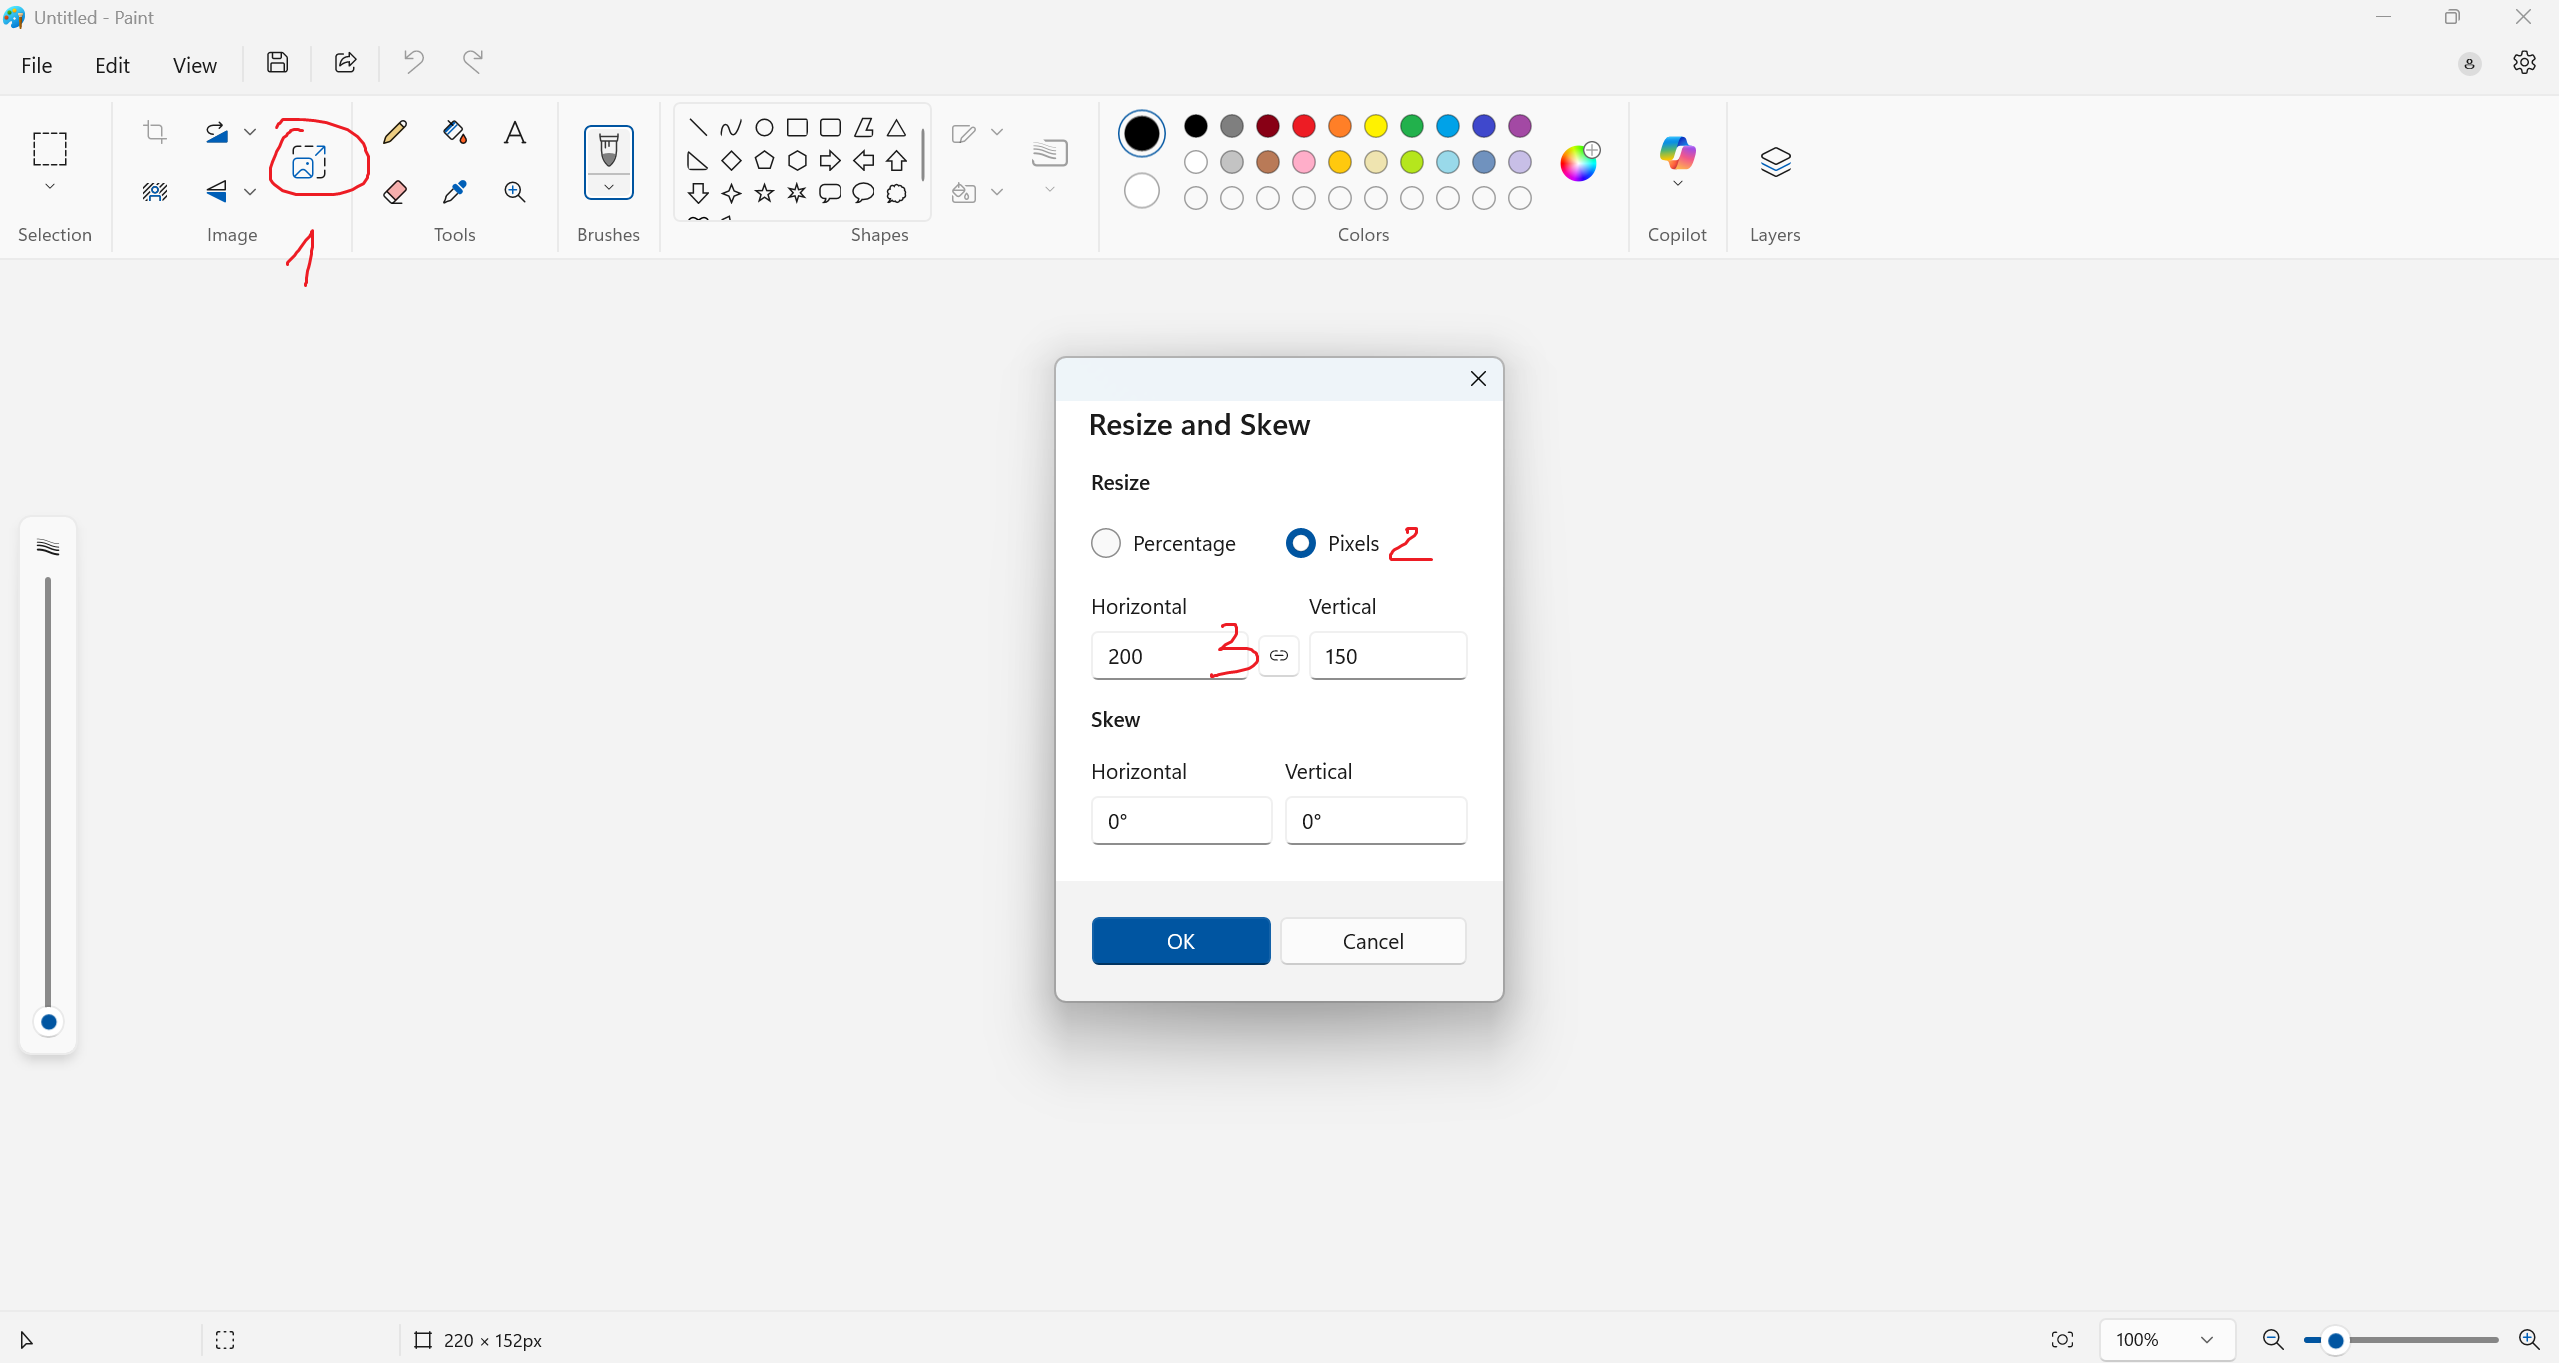 Untitled - Paint
File Edit View
8
Selection Image Tools Brushes Shapes Colors Copilot Layers
1
Resize and Skew
Resize
Percentage Pixels 2
Horizontal Vertical
200 3 150
Skew
Horizontal Vertical
0° 0°
OK Cancel
220 × 152px 100%